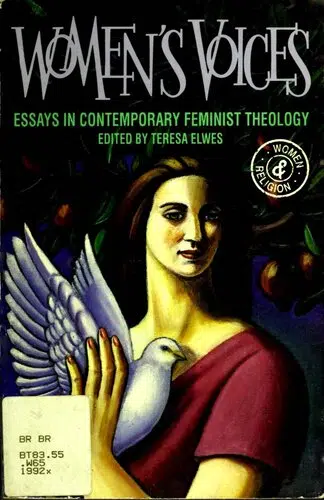 WOMEN'S VOICES
ESSAYS IN CONTEMPORARY FEMINIST THEOLOGY
EDITED BY TERESA ELWES
WOMEN
&
RELIGION
BR BR
BT83.55
.W65
1992x